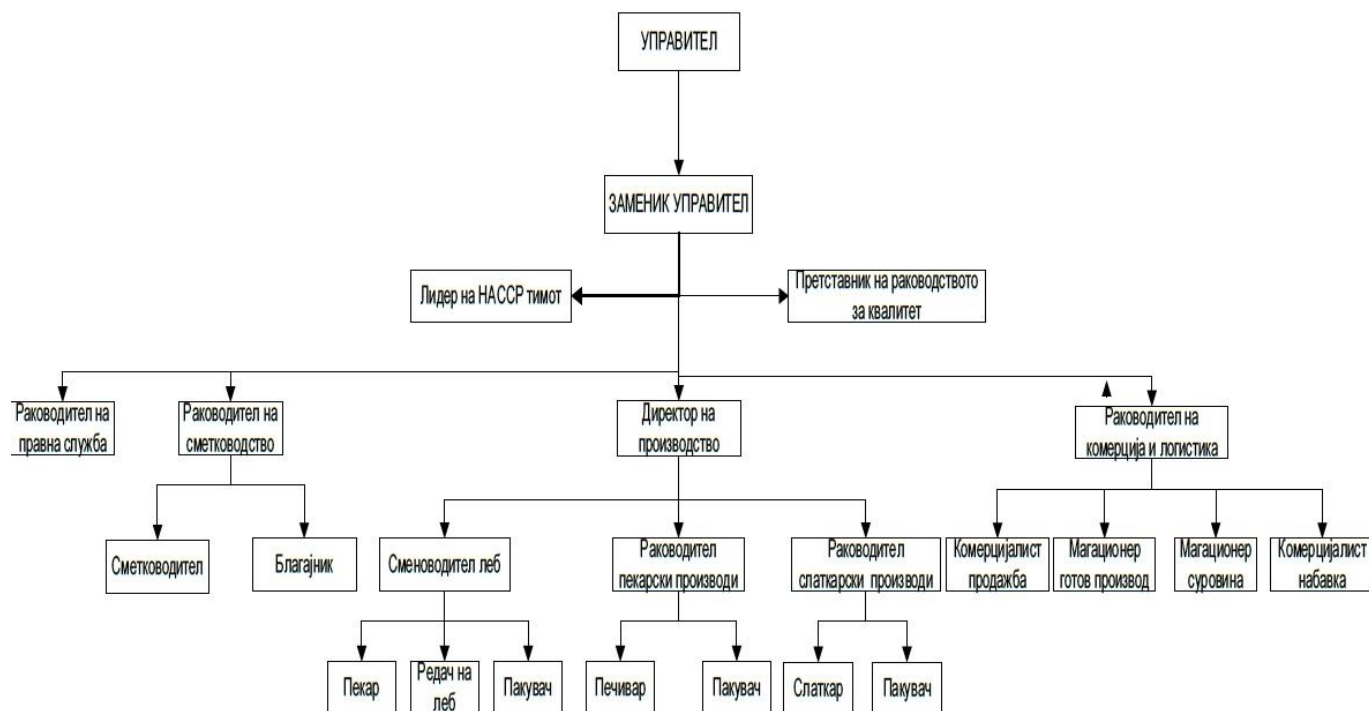 УПРАВИТЕЛ
ЗАМЕНИК УПРАВИТЕЛ
Лидер на НАССР тимот
Претставник на раководството
за квалитет
Раководител на
правна служба
Раководител на
сметководство
Директор на
производство
Раководител на
комерција и логистика
Сметководител
Благајник
Сменоводител леб
Раководител
пекарски производи
Раководител
слаткарски производи
Комерцијалист
продажба
Магационер
готов производ
Магационер
суровина
Комерцијалист
набавка
Пекар
Редач на
леб
Пакувач
Печивар
Пакувач
Слаткар
Пакувач